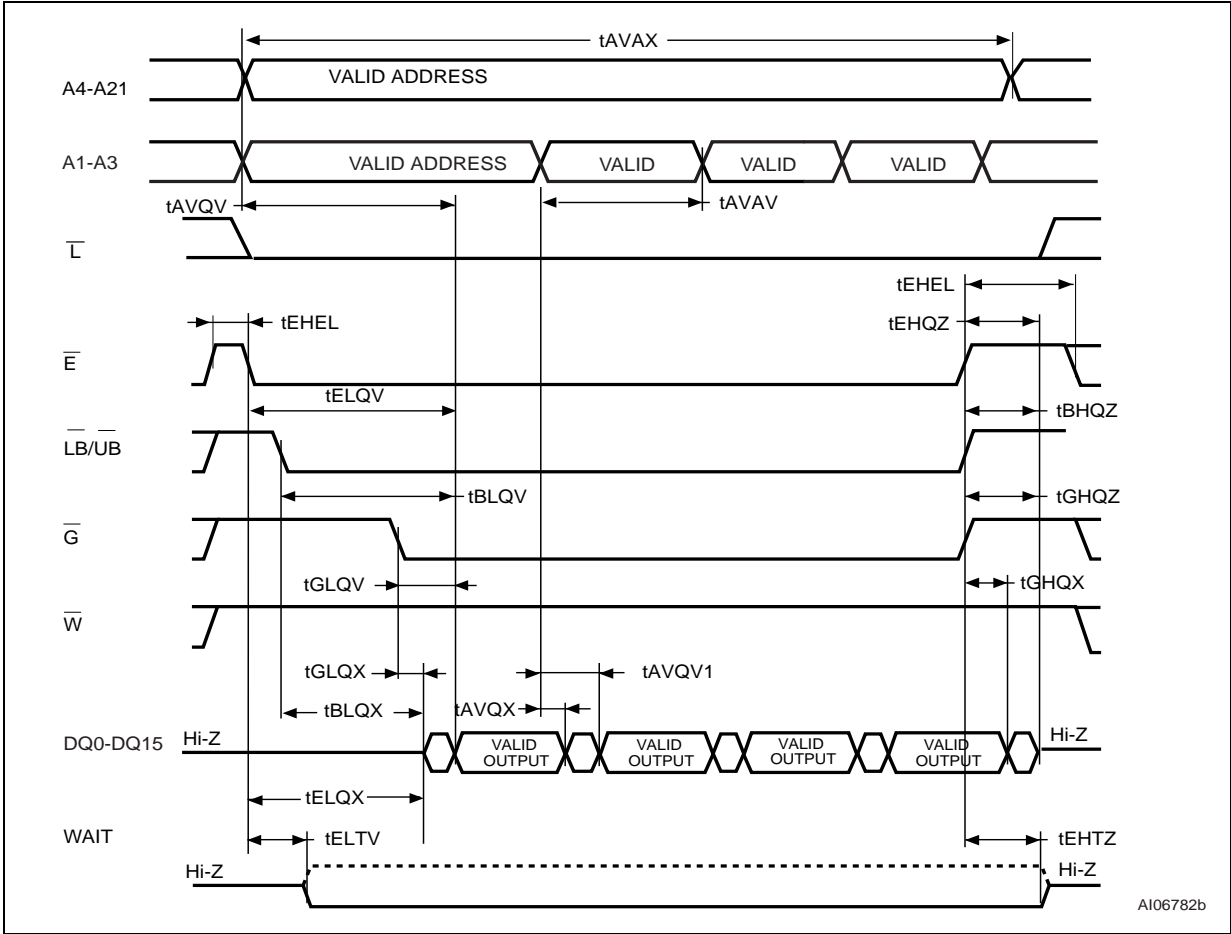 tAVAX
A4-A21 VALID ADDRESS
A1-A3 VALID ADDRESS VALID VALID VALID
tAVQV tAVAV
L̅
tEHEL
tEHEL tEHQZ
E̅
tELQV tBHQZ
L̅B̅/U̅B̅
tBLQV tGHQZ
G̅
tGLQV tGHQX
W̅
tGLQX tAVQV1
tBLQX tAVQX
DQ0-DQ15 Hi-Z VALID OUTPUT VALID OUTPUT VALID OUTPUT VALID OUTPUT Hi-Z
tELQX
WAIT tELTV tEHTZ
Hi-Z Hi-Z
AI06782b